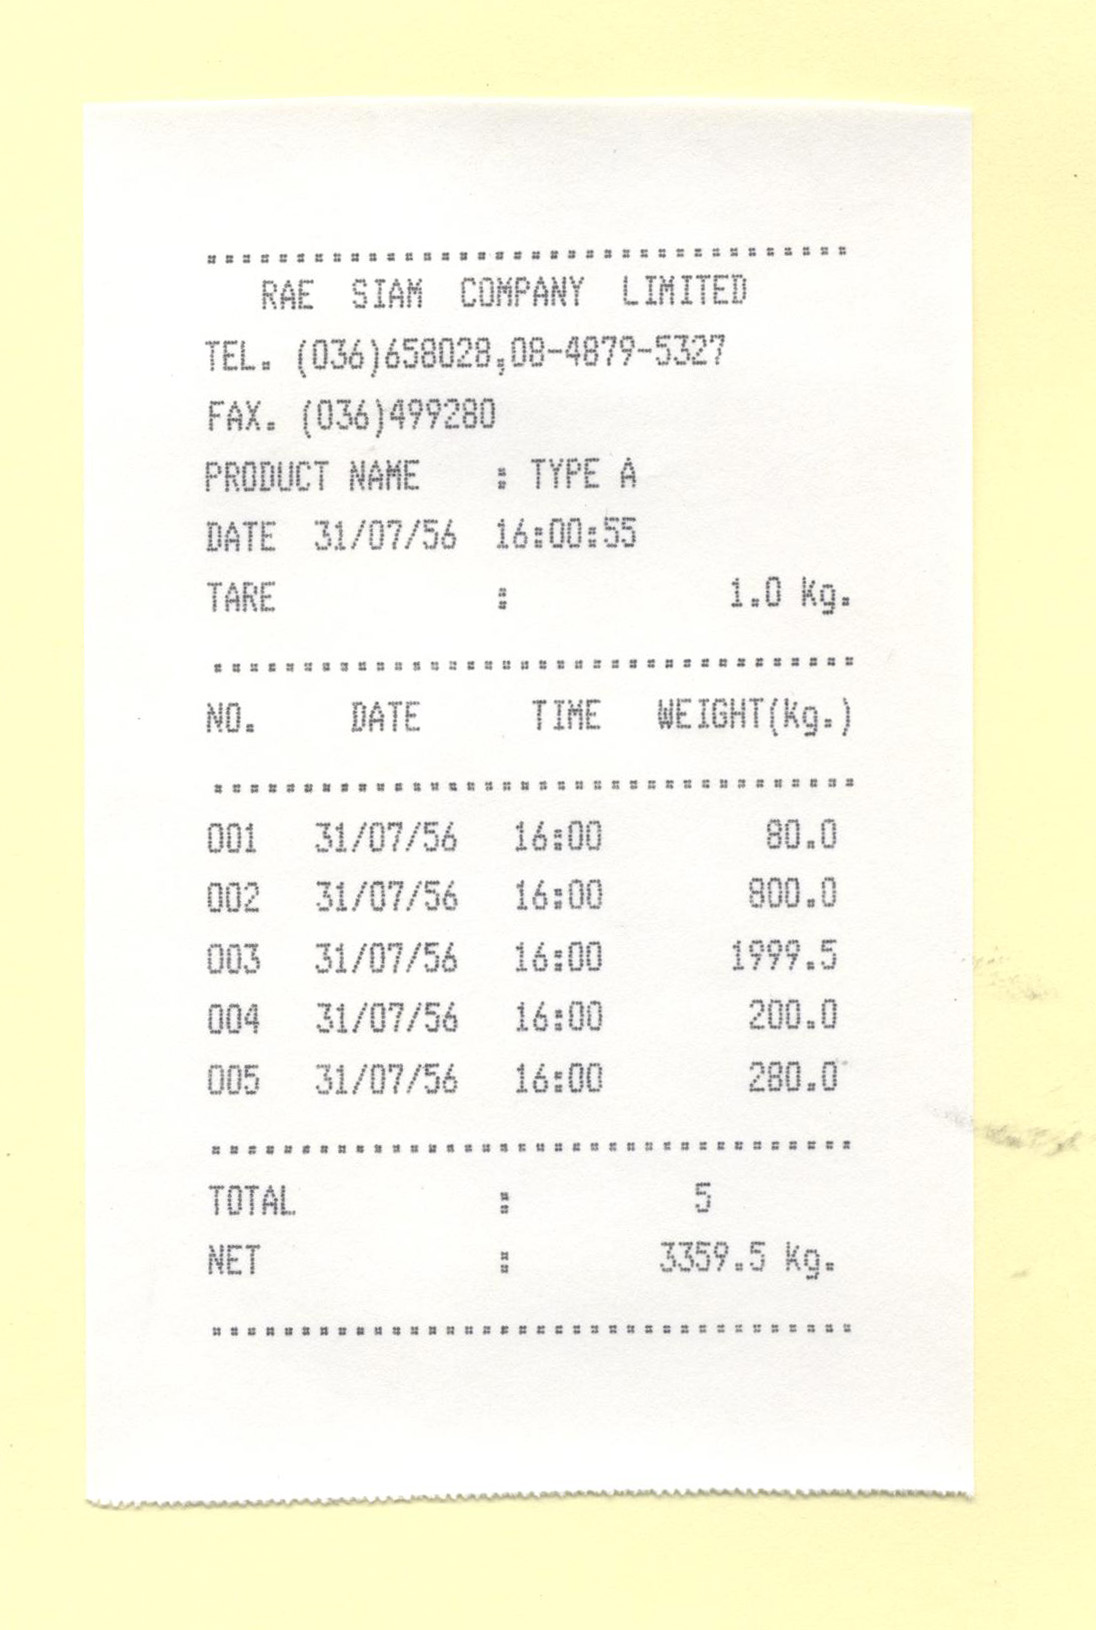 RAE SIAM COMPANY LIMITED
TEL. (036)658028,08-4879-5327
FAX. (036)499280
PRODUCT NAME : TYPE A
DATE 31/07/56 16:00:55
TARE : 1.0 Kg.
NO. DATE TIME WEIGHT(Kg.)
001 31/07/56 16:00 80.0
002 31/07/56 16:00 800.0
003 31/07/56 16:00 1999.5
004 31/07/56 16:00 200.0
005 31/07/56 16:00 280.0
TOTAL : 5
NET : 3359.5 Kg.